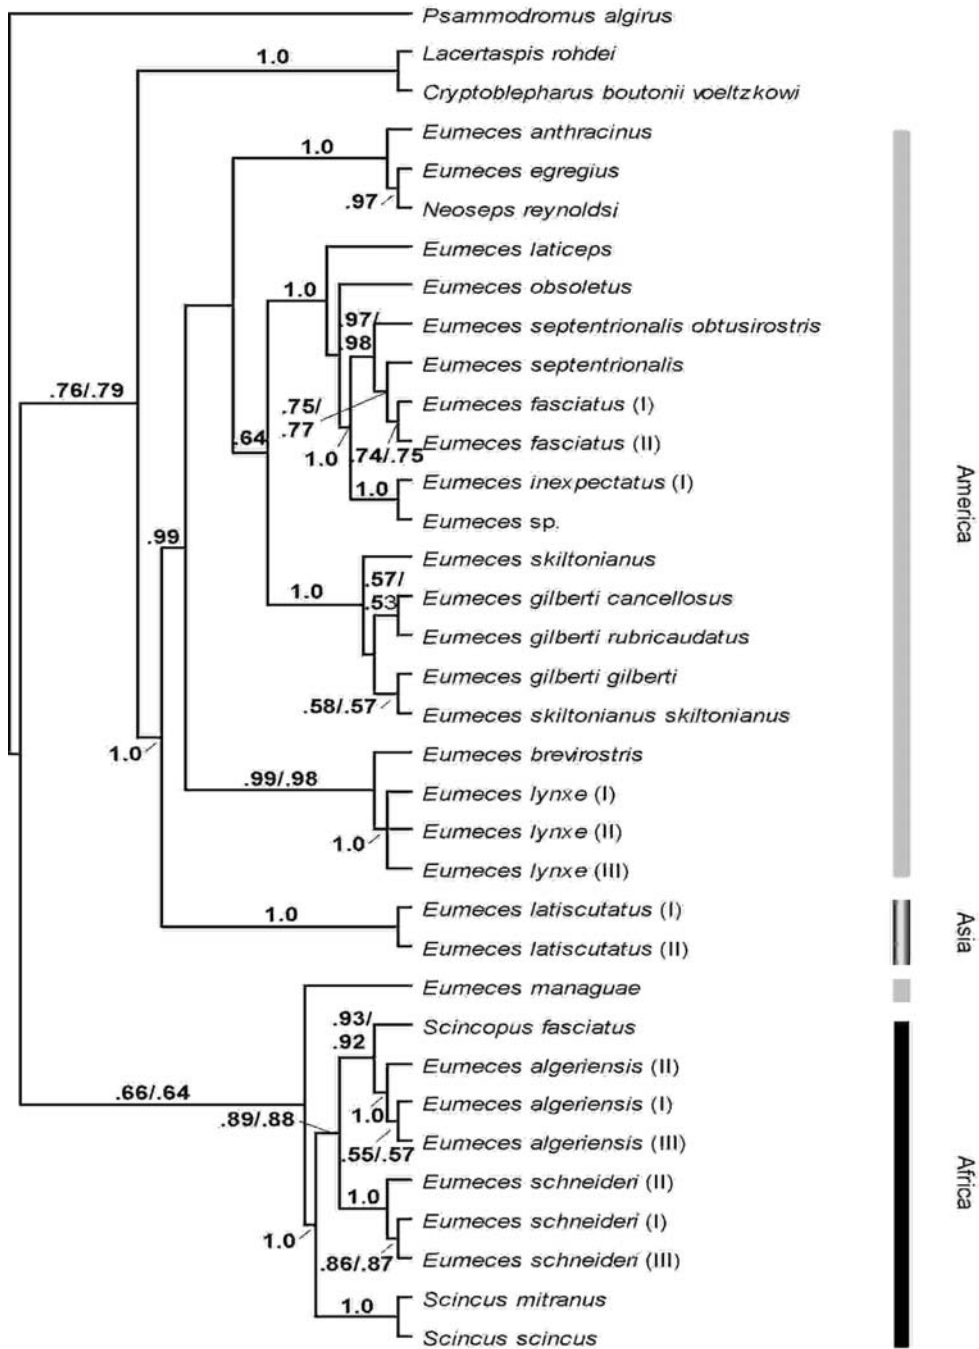 Psammodromus algirus
Lacertaspis rohdei
1.0
Cryptoblepharus boutonii voeltzkowi
Eumeces anthracinus
1.0
Eumeces egregius
.97
Neoseps reynoldsi
Eumeces laticeps
1.0
Eumeces obsoletus
.97/
.98
Eumeces septentrionalis obtusirostris
Eumeces septentrionalis
.76/.79
.75/
.77
Eumeces fasciatus (I)
.64
Eumeces fasciatus (II)
1.0
.74/.75
Eumeces inexpectatus (I)
1.0
Eumeces sp.
America
.99
Eumeces skiltonianus
.57/
.53
1.0
Eumeces gilberti cancellosus
Eumeces gilberti rubricaudatus
Eumeces gilberti gilberti
.58/.57
Eumeces skiltonianus skiltonianus
1.0
Eumeces brevirostris
.99/.98
Eumeces lynxe (I)
Eumeces lynxe (II)
1.0
Eumeces lynxe (III)
Eumeces latiscutatus (I)
1.0
Asia
Eumeces latiscutatus (II)
Eumeces managuae
.93/
.92
Scincopus fasciatus
Eumeces algeriensis (II)
.66/.64
1.0
Eumeces algeriensis (I)
.89/.88
Eumeces algeriensis (III)
.55/.57
Africa
Eumeces schneideri (II)
1.0
Eumeces schneideri (I)
1.0
.86/.87
Eumeces schneideri (III)
Scincus mitranus
1.0
Scincus scincus